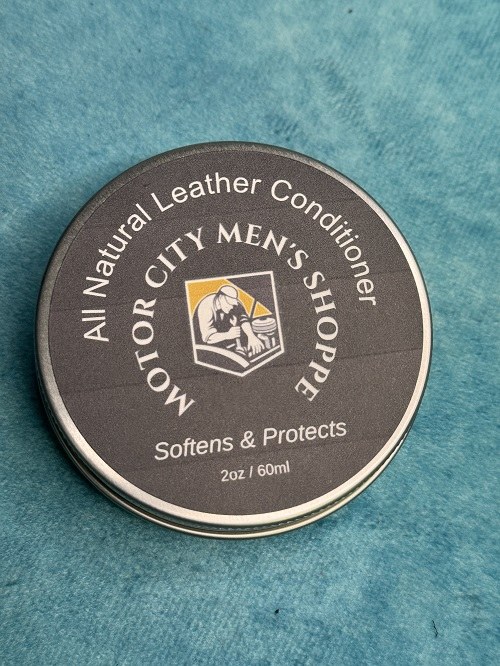 All Natural Leather Conditioner
MOTOR CITY MEN'S SHOPPE
Softens & Protects
2oz / 60ml